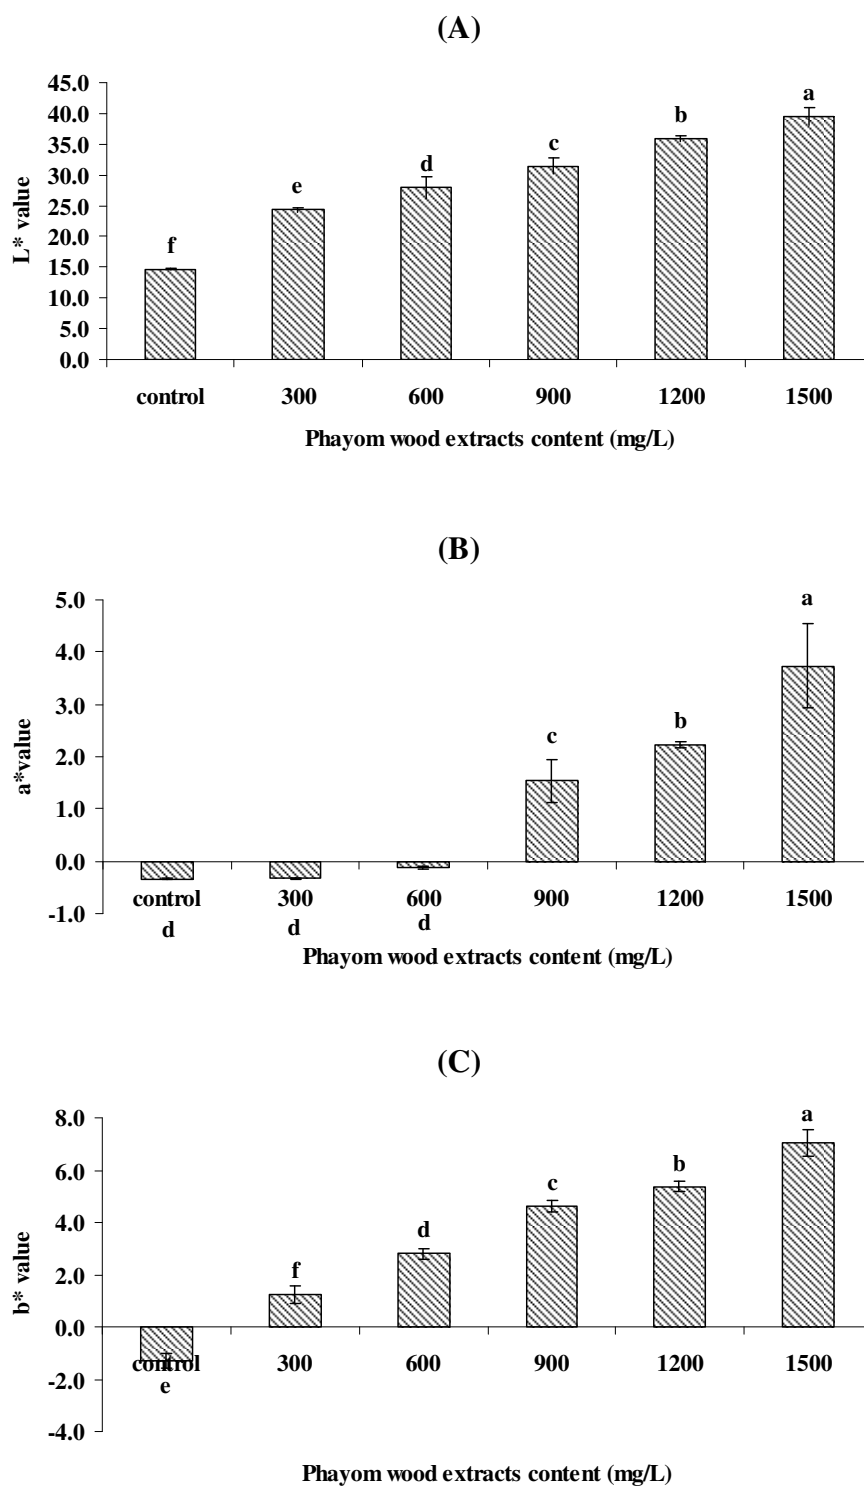 (A)
45.0
40.0
35.0
30.0
25.0
20.0
15.0
10.0
5.0
0.0
L* value
f
e
d
c
b
a
control 300 600 900 1200 1500
Phayom wood extracts content (mg/L)
(B)
5.0
4.0
3.0
2.0
1.0
0.0
-1.0
a*value
a
b
c
control 300 600 900 1200 1500
d d d
Phayom wood extracts content (mg/L)
(C)
8.0
6.0
4.0
2.0
0.0
-2.0
-4.0
b* value
a
b
c
d
f
control 300 600 900 1200 1500
e
Phayom wood extracts content (mg/L)